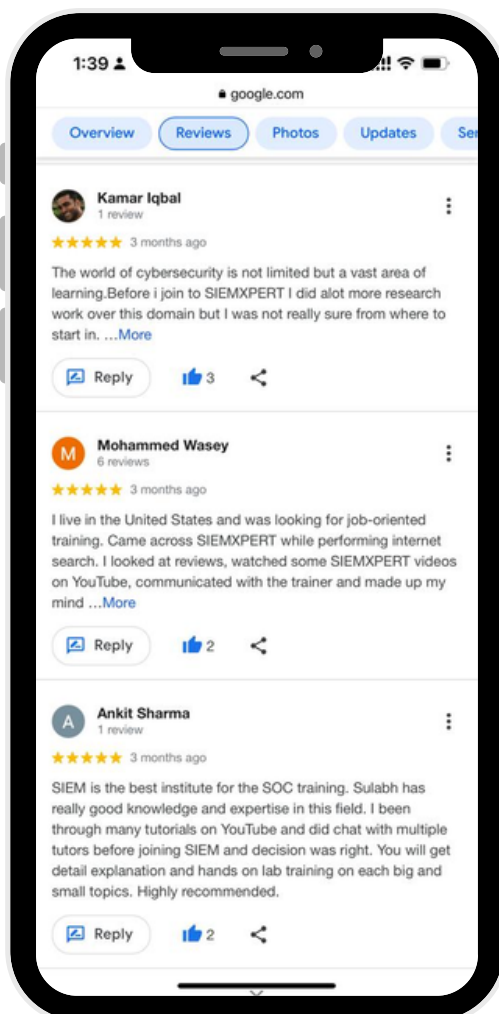 1:39
google.com
Overview
Reviews
Photos
Updates
Ser
Kamar Iqbal
1 review
3 months ago
The world of cybersecurity is not limited but a vast area of
learning.Before i join to SIEMXPERT I did alot more research
work over this domain but I was not really sure from where to
start in. ...More
Reply
3
M
Mohammed Wasey
6 reviews
3 months ago
I live in the United States and was looking for job-oriented
training. Came across SIEMXPERT while performing internet
search. I looked at reviews, watched some SIEMXPERT videos
on YouTube, communicated with the trainer and made up my
mind ...More
Reply
2
A
Ankit Sharma
1 review
3 months ago
SIEM is the best institute for the SOC training. Sulabh has
really good knowledge and expertise in this field. I been
through many tutorials on YouTube and did chat with multiple
tutors before joining SIEM and decision was right. You will get
detail explanation and hands on lab training on each big and
small topics. Highly recommended.
Reply
2